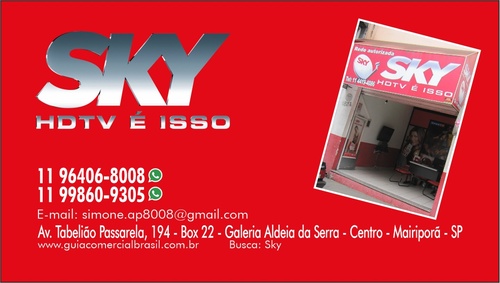 SKY
HDTV É ISSO
Rede autorizada
SKY
HDTV É ISSO
11 96406-8008
11 99860-9305
E-mail: simone.ap8008@gmail.com
Av. Tabelião Passarela, 194 - Box 22 - Galeria Aldeia da Serra - Centro - Mairiporã - SP
www.guiacomercialbrasil.com.br Busca: Sky